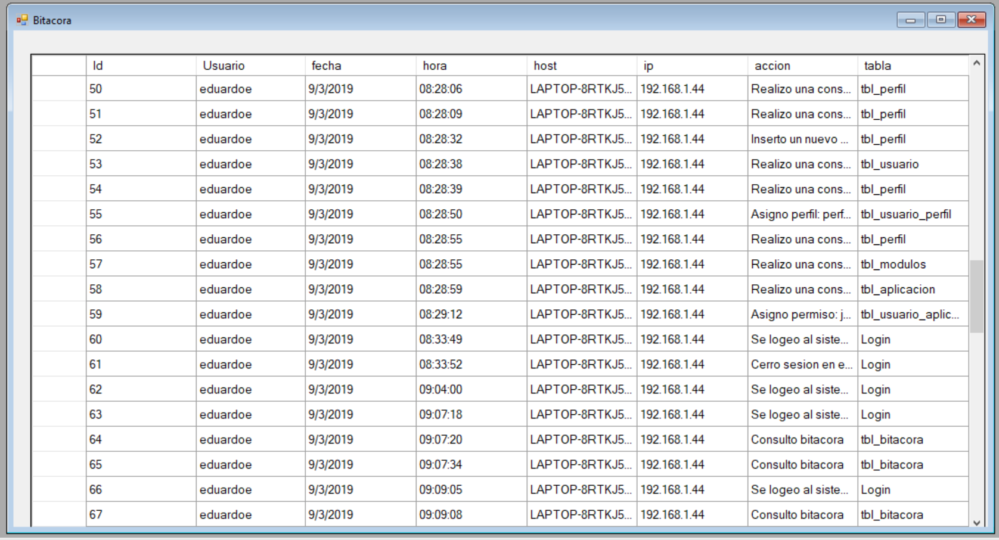 Bitacora
Id Usuario fecha hora host ip accion tabla
50 eduardoe 9/3/2019 08:28:06 LAPTOP-8RTKJ5... 192.168.1.44 Realizo una cons... tbl_perfil
51 eduardoe 9/3/2019 08:28:09 LAPTOP-8RTKJ5... 192.168.1.44 Realizo una cons... tbl_perfil
52 eduardoe 9/3/2019 08:28:32 LAPTOP-8RTKJ5... 192.168.1.44 Inserto un nuevo ... tbl_perfil
53 eduardoe 9/3/2019 08:28:38 LAPTOP-8RTKJ5... 192.168.1.44 Realizo una cons... tbl_usuario
54 eduardoe 9/3/2019 08:28:39 LAPTOP-8RTKJ5... 192.168.1.44 Realizo una cons... tbl_perfil
55 eduardoe 9/3/2019 08:28:50 LAPTOP-8RTKJ5... 192.168.1.44 Asigno perfil: perf... tbl_usuario_perfil
56 eduardoe 9/3/2019 08:28:55 LAPTOP-8RTKJ5... 192.168.1.44 Realizo una cons... tbl_perfil
57 eduardoe 9/3/2019 08:28:55 LAPTOP-8RTKJ5... 192.168.1.44 Realizo una cons... tbl_modulos
58 eduardoe 9/3/2019 08:28:59 LAPTOP-8RTKJ5... 192.168.1.44 Realizo una cons... tbl_aplicacion
59 eduardoe 9/3/2019 08:29:12 LAPTOP-8RTKJ5... 192.168.1.44 Asigno permiso: j... tbl_usuario_aplic...
60 eduardoe 9/3/2019 08:33:49 LAPTOP-8RTKJ5... 192.168.1.44 Se logeo al siste... Login
61 eduardoe 9/3/2019 08:33:52 LAPTOP-8RTKJ5... 192.168.1.44 Cerro sesion en e... Login
62 eduardoe 9/3/2019 09:04:00 LAPTOP-8RTKJ5... 192.168.1.44 Se logeo al siste... Login
63 eduardoe 9/3/2019 09:07:18 LAPTOP-8RTKJ5... 192.168.1.44 Se logeo al siste... Login
64 eduardoe 9/3/2019 09:07:20 LAPTOP-8RTKJ5... 192.168.1.44 Consulto bitacora tbl_bitacora
65 eduardoe 9/3/2019 09:07:34 LAPTOP-8RTKJ5... 192.168.1.44 Consulto bitacora tbl_bitacora
66 eduardoe 9/3/2019 09:09:05 LAPTOP-8RTKJ5... 192.168.1.44 Se logeo al siste... Login
67 eduardoe 9/3/2019 09:09:08 LAPTOP-8RTKJ5... 192.168.1.44 Consulto bitacora tbl_bitacora